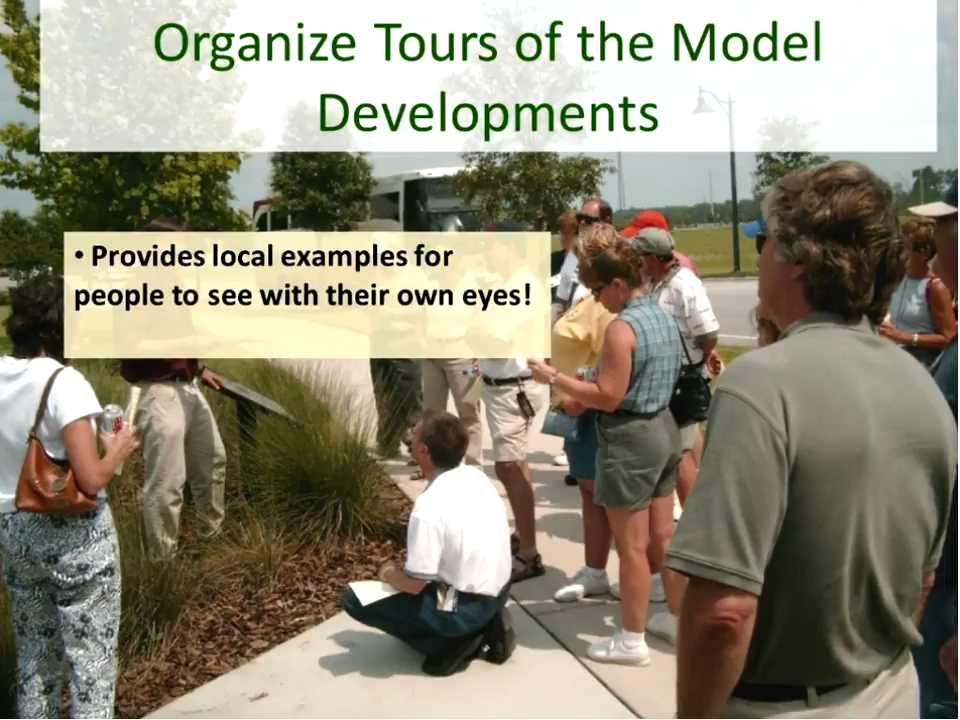 Organize Tours of the Model
Developments
• Provides local examples for
people to see with their own eyes!